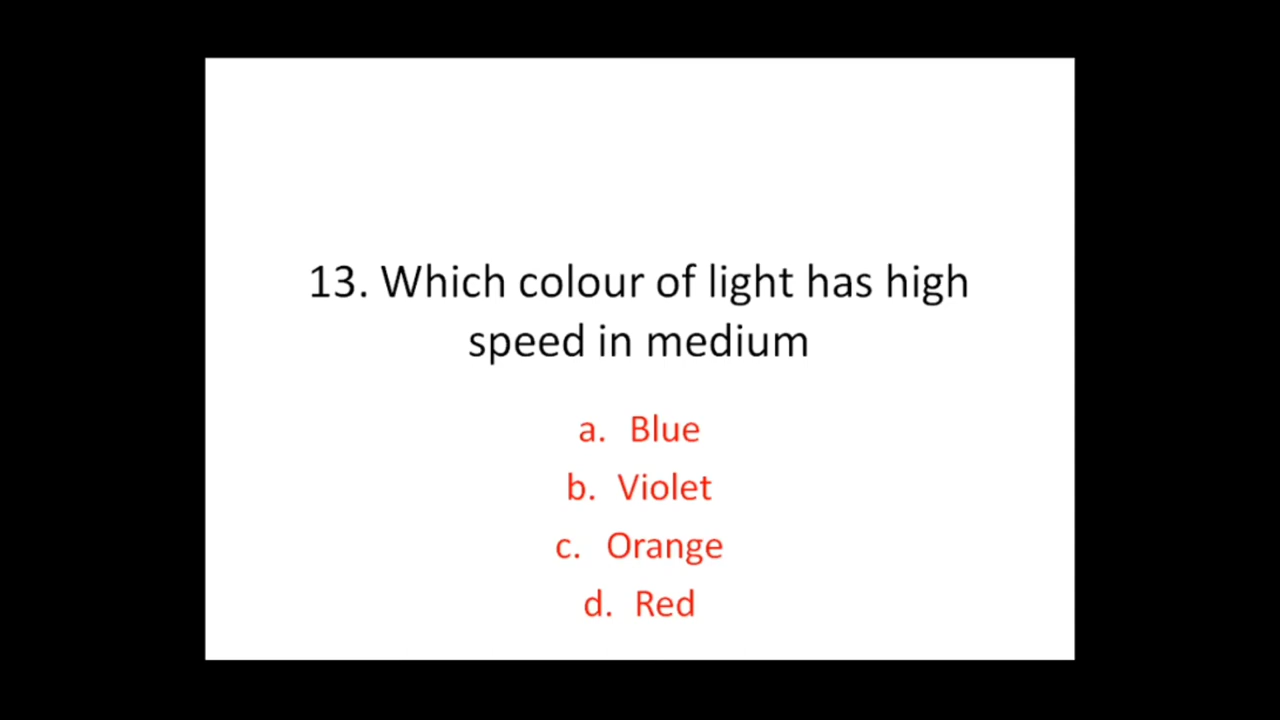 13. Which colour of light has high
speed in medium
a. Blue
b. Violet
c. Orange
d. Red